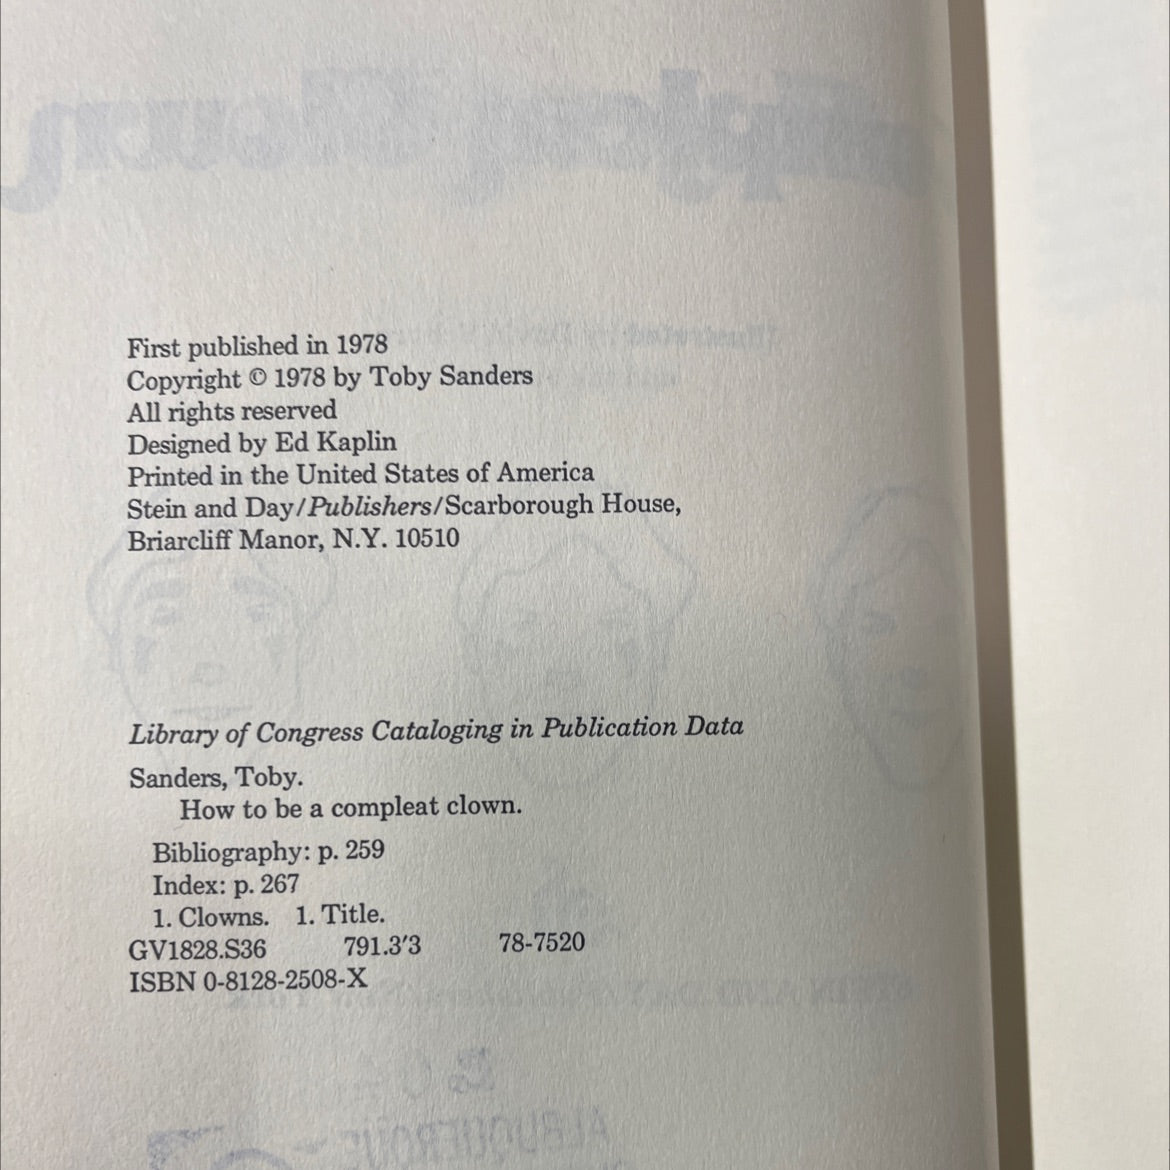 First published in 1978
Copyright © 1978 by Toby Sanders
All rights reserved
Designed by Ed Kaplin
Printed in the United States of America
Stein and Day/Publishers/Scarborough House,
Briarcliff Manor, N.Y. 10510
Library of Congress Cataloging in Publication Data
Sanders, Toby.
How to be a compleat clown.
Bibliography: p. 259
Index: p. 267
1. Clowns. 1. Title.
GV1828.S36 791.3′3 78-7520
ISBN 0-8128-2508-X
ALBUQUERQUE